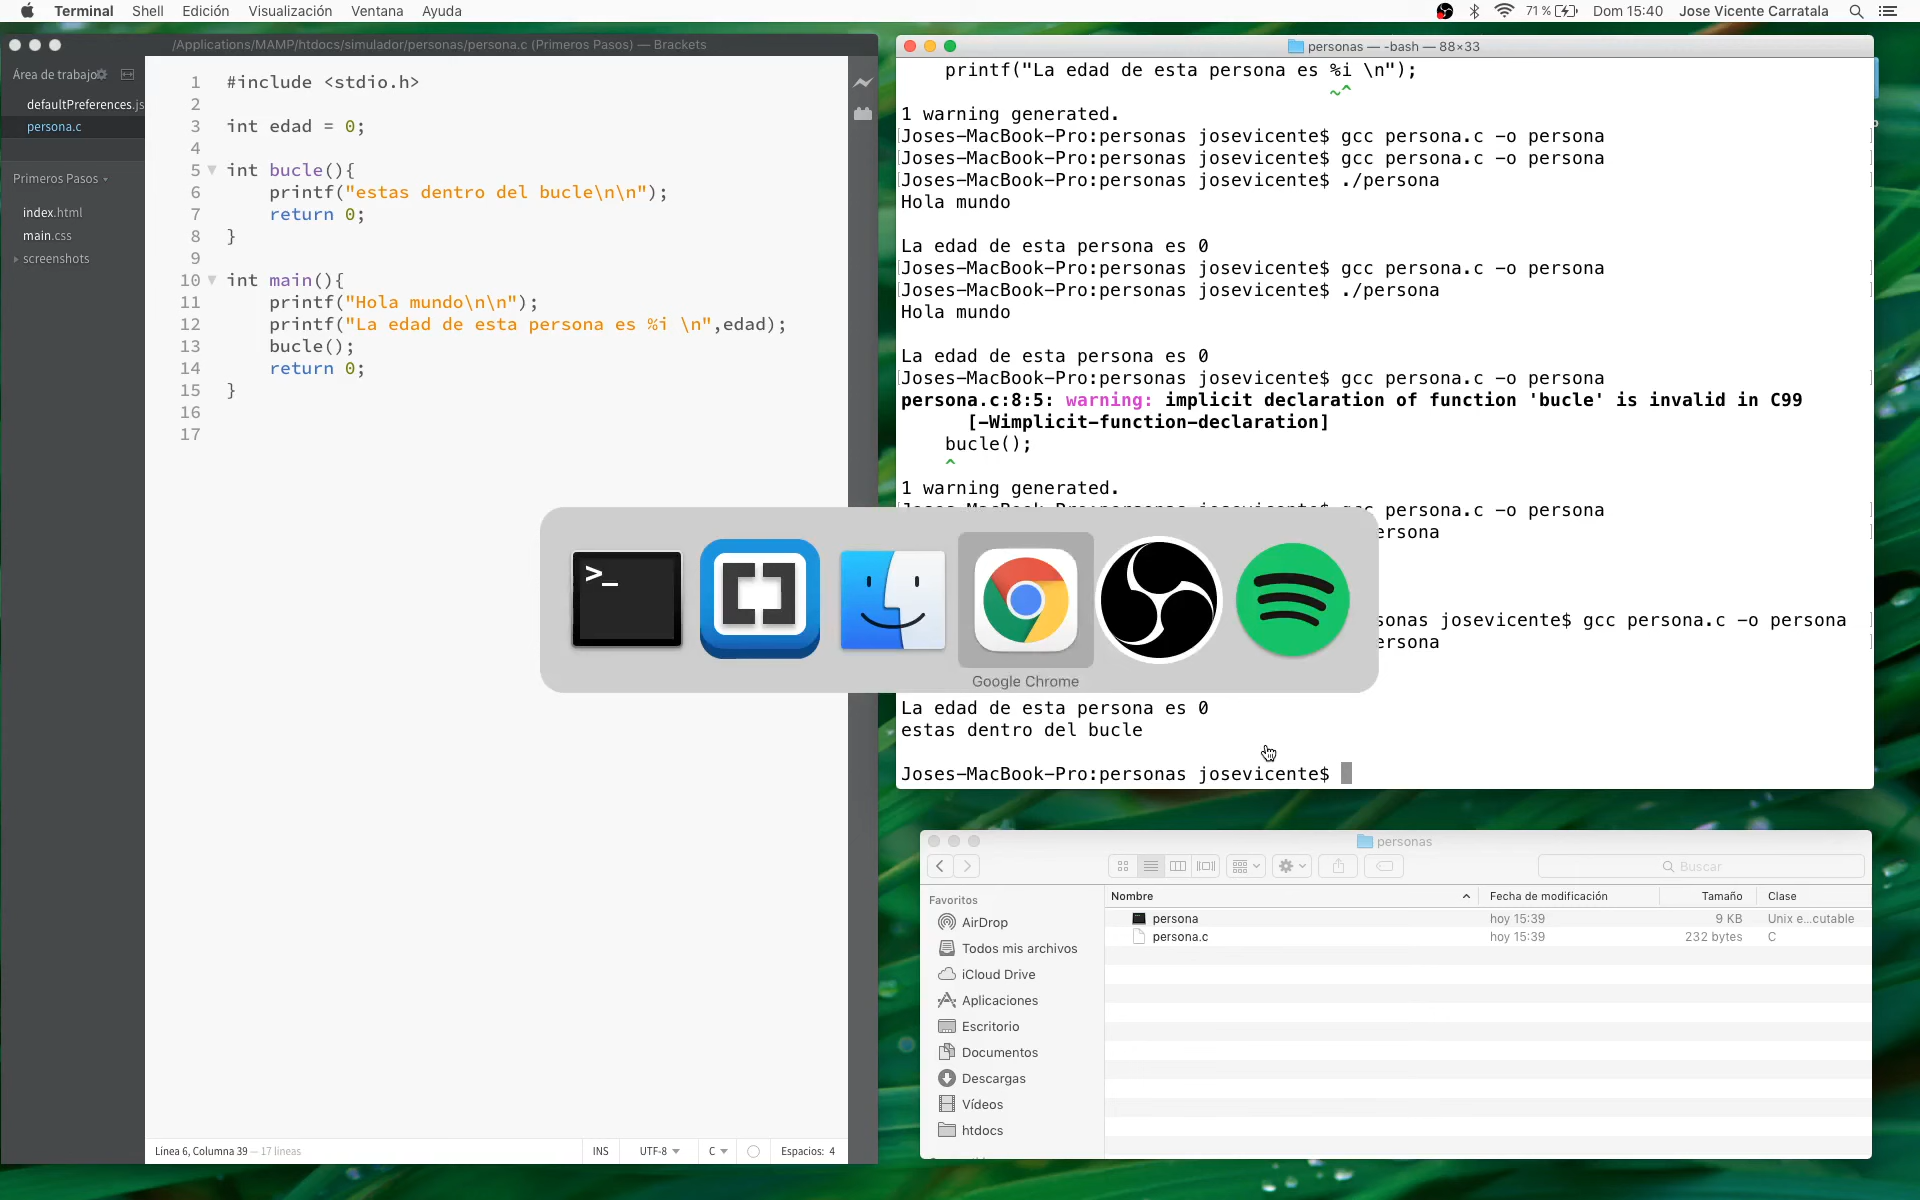 Terminal Shell Edición Visualización Ventana Ayuda
71 % Dom 15:40 Jose Vicente Carratala
/Applications/MAMP/htdocs/simulador/personas/persona.c (Primeros Pasos) — Brackets
Área de trabajo
defaultPreferences.js
persona.c
Primeros Pasos
index.html
main.css
screenshots
1 #include <stdio.h>
2
3 int edad = 0;
4
5 int bucle(){
6 printf("estas dentro del bucle\n\n");
7 return 0;
8 }
9
10 int main(){
11 printf("Hola mundo\n\n");
12 printf("La edad de esta persona es %i \n",edad);
13 bucle();
14 return 0;
15 }
16
17
Línea 6, Columna 39 — 17 líneas
INS UTF-8 C Espacios: 4
personas — -bash — 88×33
printf("La edad de esta persona es %i \n");
~^
1 warning generated.
[Joses-MacBook-Pro:personas josevicente$ gcc persona.c -o persona ]
[Joses-MacBook-Pro:personas josevicente$ gcc persona.c -o persona ]
[Joses-MacBook-Pro:personas josevicente$ ./persona ]
Hola mundo
La edad de esta persona es 0
[Joses-MacBook-Pro:personas josevicente$ gcc persona.c -o persona ]
[Joses-MacBook-Pro:personas josevicente$ ./persona ]
Hola mundo
La edad de esta persona es 0
[Joses-MacBook-Pro:personas josevicente$ gcc persona.c -o persona ]
persona.c:8:5: warning: implicit declaration of function 'bucle' is invalid in C99
[-Wimplicit-function-declaration]
bucle();
^
1 warning generated.
persona.c -o persona ]
ersona ]
sonas josevicente$ gcc persona.c -o persona ]
ersona ]
>_
Google Chrome
La edad de esta persona es 0
estas dentro del bucle
Joses-MacBook-Pro:personas josevicente$
personas
Buscar
Favoritos
AirDrop
Todos mis archivos
iCloud Drive
Aplicaciones
Escritorio
Documentos
Descargas
Vídeos
htdocs
Nombre Fecha de modificación Tamaño Clase
persona hoy 15:39 9 KB Unix e...cutable
persona.c hoy 15:39 232 bytes C